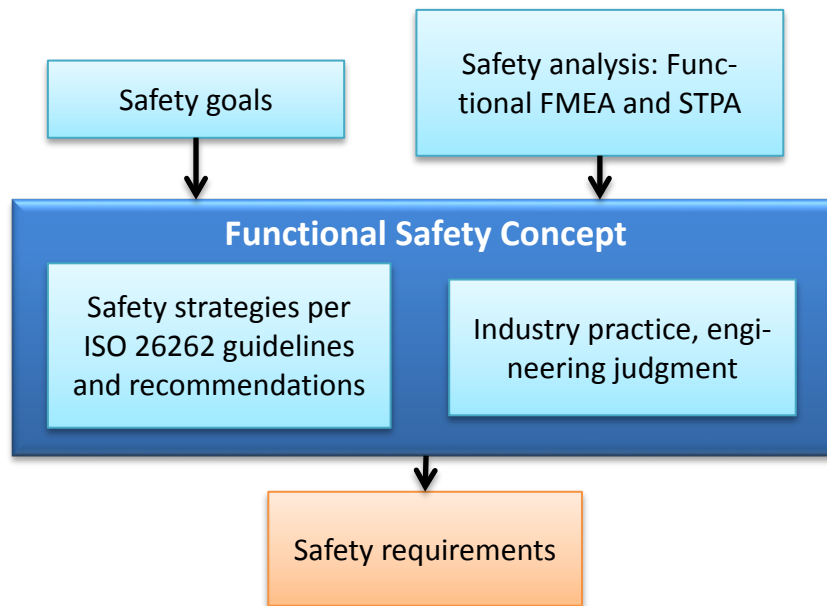 Safety goals
Safety analysis: Func-
tional FMEA and STPA
Functional Safety Concept
Safety strategies per
ISO 26262 guidelines
and recommendations
Industry practice, engi-
neering judgment
Safety requirements